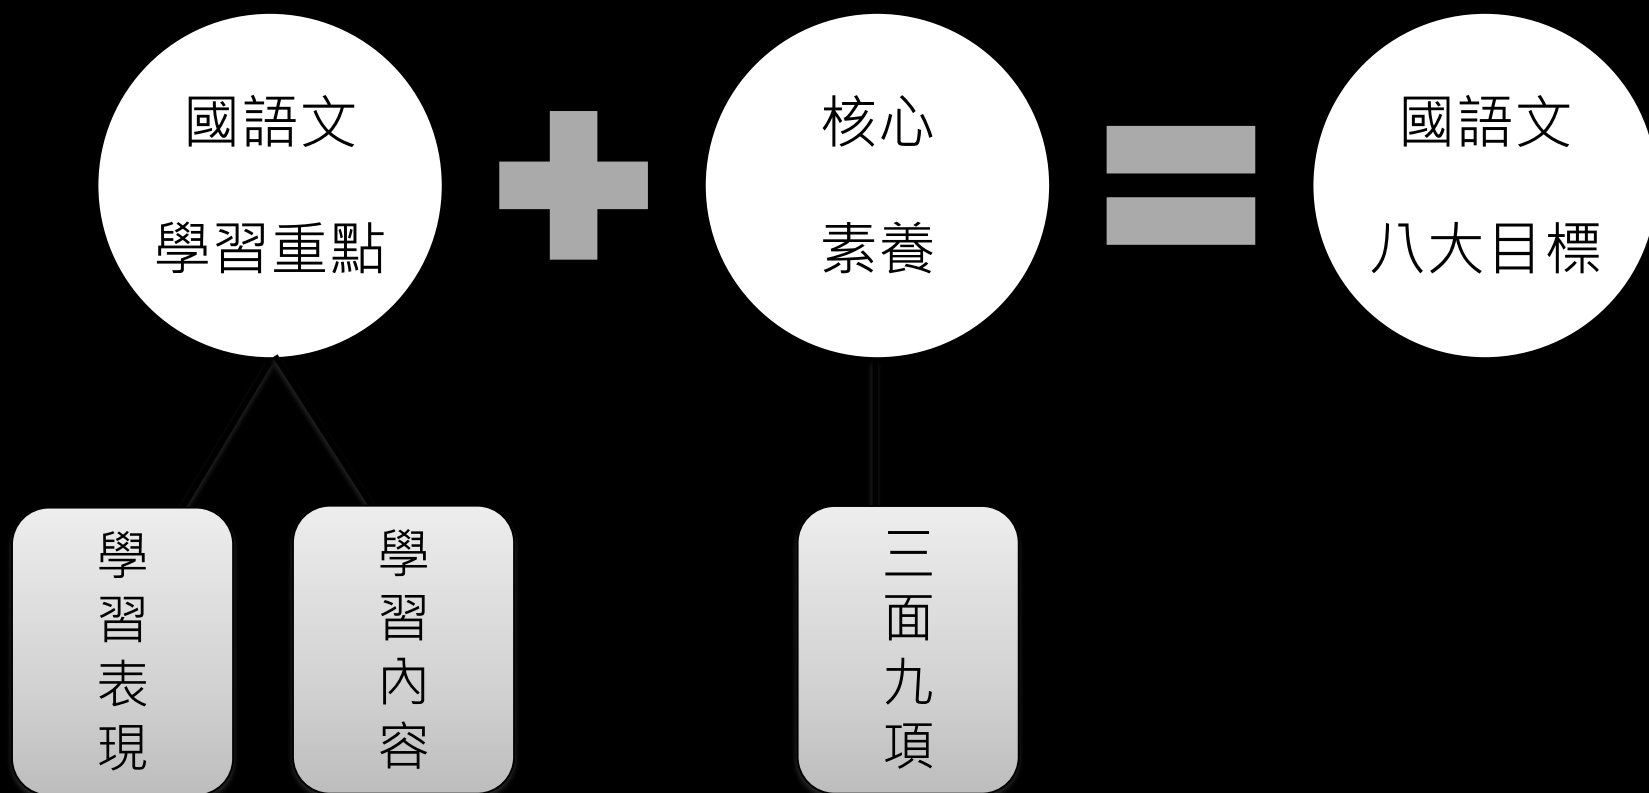 國語文
學習重點
核心
素養
國語文
八大目標
學習表現
學習內容
三面九項